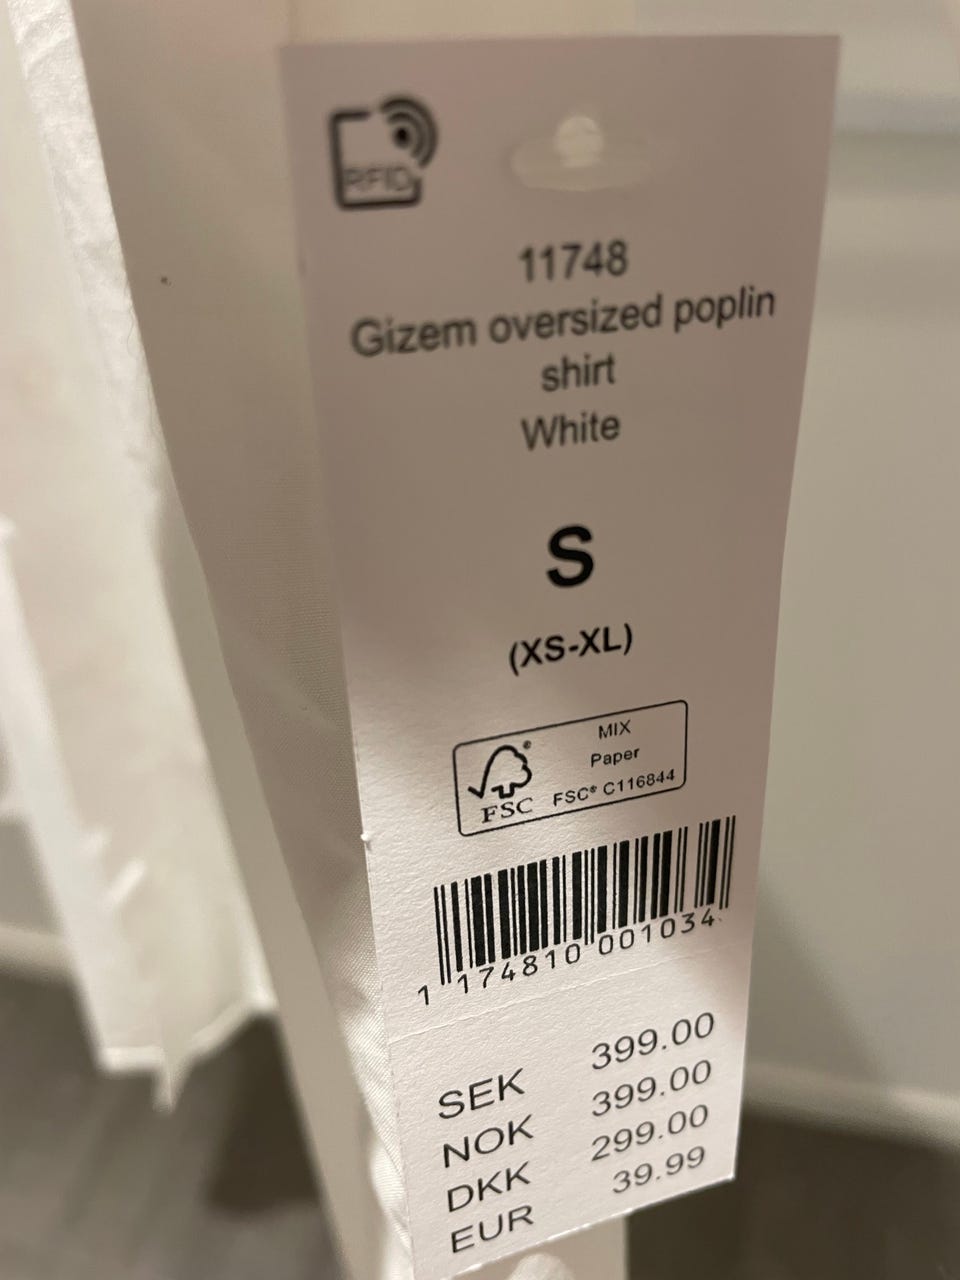 RFID
11748
Gizem oversized poplin
shirt
White
S
(XS-XL)
MIX
Paper
FSC® C116844
®
FSC
1 174810 001034
SEK 399.00
NOK 399.00
DKK 299.00
EUR 39.99